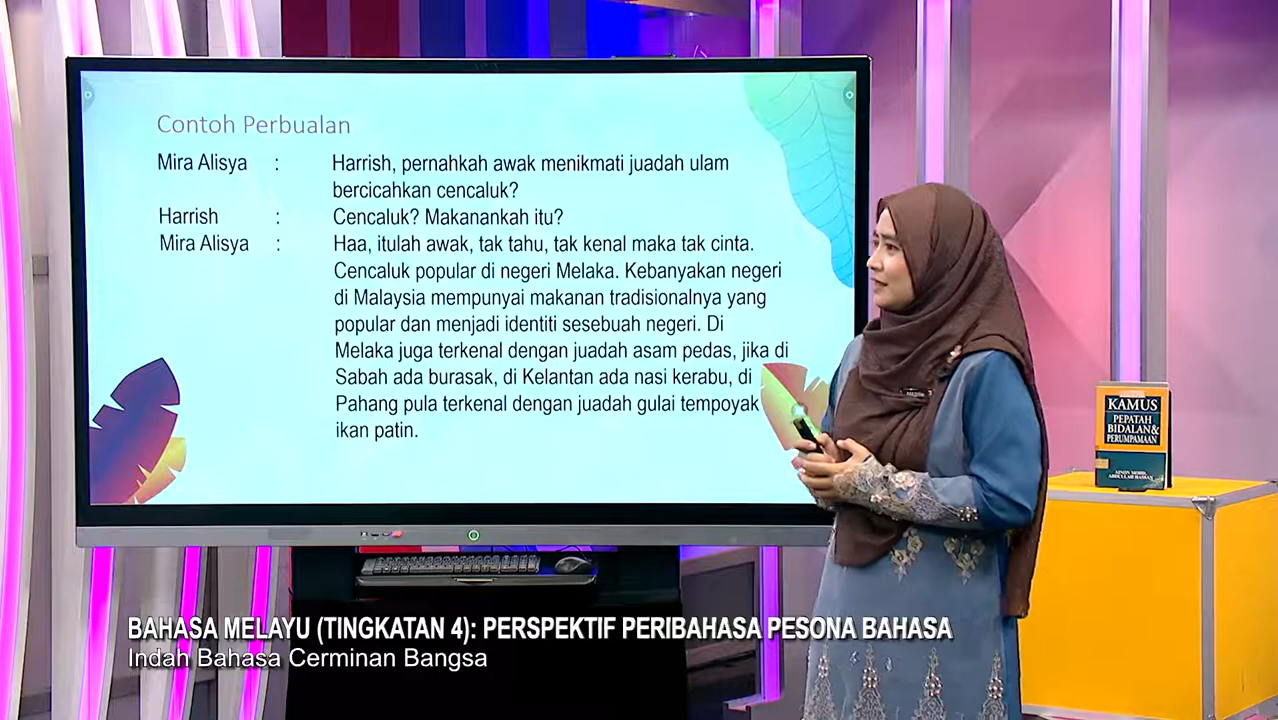 Contoh Perbualan
Mira Alisya : Harrish, pernahkah awak menikmati juadah ulam
bercicahkan cencaluk?
Harrish : Cencaluk? Makanankah itu?
Mira Alisya : Haa, itulah awak, tak tahu, tak kenal maka tak cinta.
Cencaluk popular di negeri Melaka. Kebanyakan negeri
di Malaysia mempunyai makanan tradisionalnya yang
popular dan menjadi identiti sesebuah negeri. Di
Melaka juga terkenal dengan juadah asam pedas, jika di
Sabah ada burasak, di Kelantan ada nasi kerabu, di
Pahang pula terkenal dengan juadah gulai tempoyak
ikan patin.
KAMUS
PEPATAH
BIDALAN &
PERUMPAMAAN
AINON MOHD.
ABDULLAH HASSAN
BAHASA MELAYU (TINGKATAN 4): PERSPEKTIF PERIBAHASA PESONA BAHASA
Indah Bahasa Cerminan Bangsa